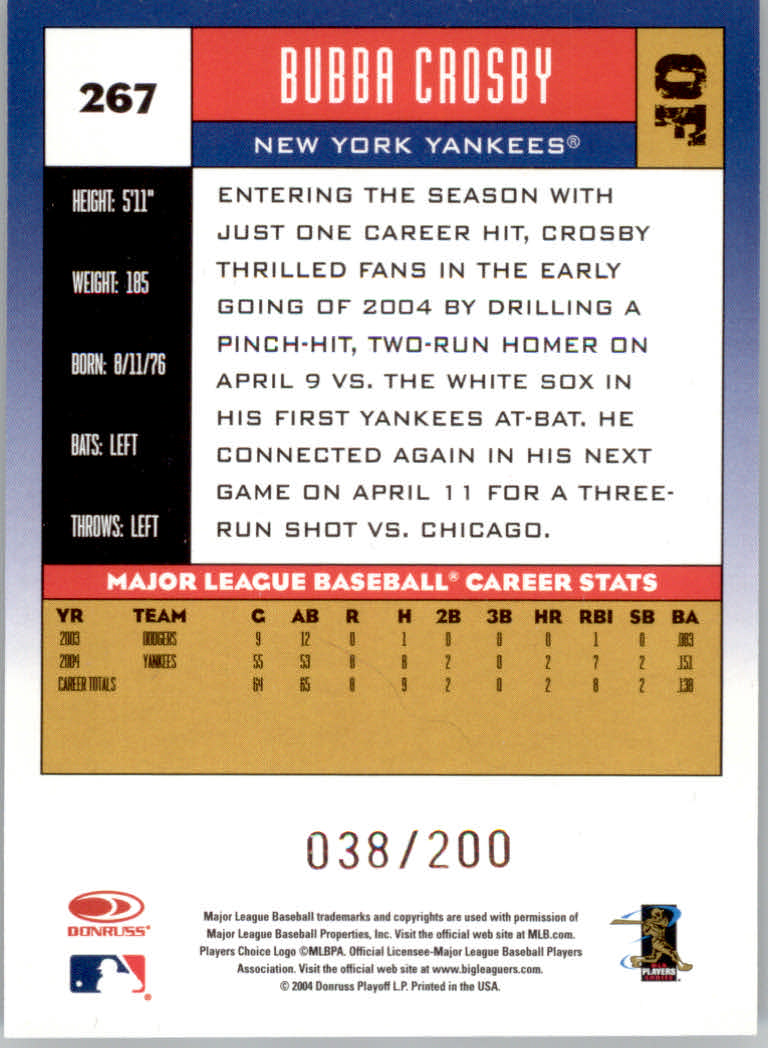 267
BUBBA CROSBY
OF
NEW YORK YANKEES®
HEIGHT: 5'11"
WEIGHT: 185
BORN: 8/11/76
BATS: LEFT
THROWS: LEFT
ENTERING THE SEASON WITH
JUST ONE CAREER HIT, CROSBY
THRILLED FANS IN THE EARLY
GOING OF 2004 BY DRILLING A
PINCH-HIT, TWO-RUN HOMER ON
APRIL 9 VS. THE WHITE SOX IN
HIS FIRST YANKEES AT-BAT. HE
CONNECTED AGAIN IN HIS NEXT
GAME ON APRIL 11 FOR A THREE-
RUN SHOT VS. CHICAGO.
MAJOR LEAGUE BASEBALL® CAREER STATS
YR TEAM G AB R H 2B 3B HR RBI SB BA
2003 DODGERS 9 12 0 1 0 0 0 1 0 .083
2004 YANKEES 55 53 8 8 2 0 2 7 2 .151
CAREER TOTALS 64 65 8 9 2 0 2 8 2 .138
038/200
DONRUSS®
Major League Baseball trademarks and copyrights are used with permission of
Major League Baseball Properties, Inc. Visit the official web site at MLB.com.
Players Choice Logo ©MLBPA. Official Licensee-Major League Baseball Players
Association. Visit the official web site at www.bigleaguers.com.
© 2004 Donruss Playoff L.P. Printed in the USA.
MLB
PLAYERS
CHOICE